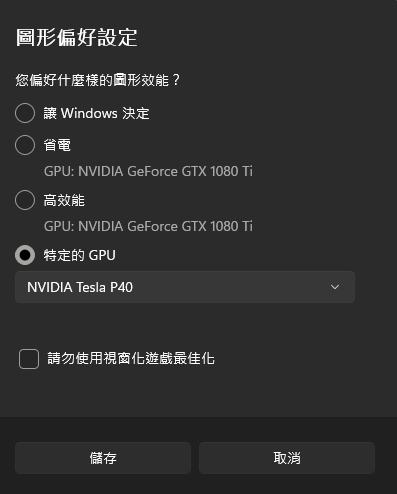 圖形偏好設定
您偏好什麼樣的圖形效能？
讓 Windows 決定
省電
GPU: NVIDIA GeForce GTX 1080 Ti
高效能
GPU: NVIDIA GeForce GTX 1080 Ti
特定的 GPU
NVIDIA Tesla P40
請勿使用視窗化遊戲最佳化
儲存
取消